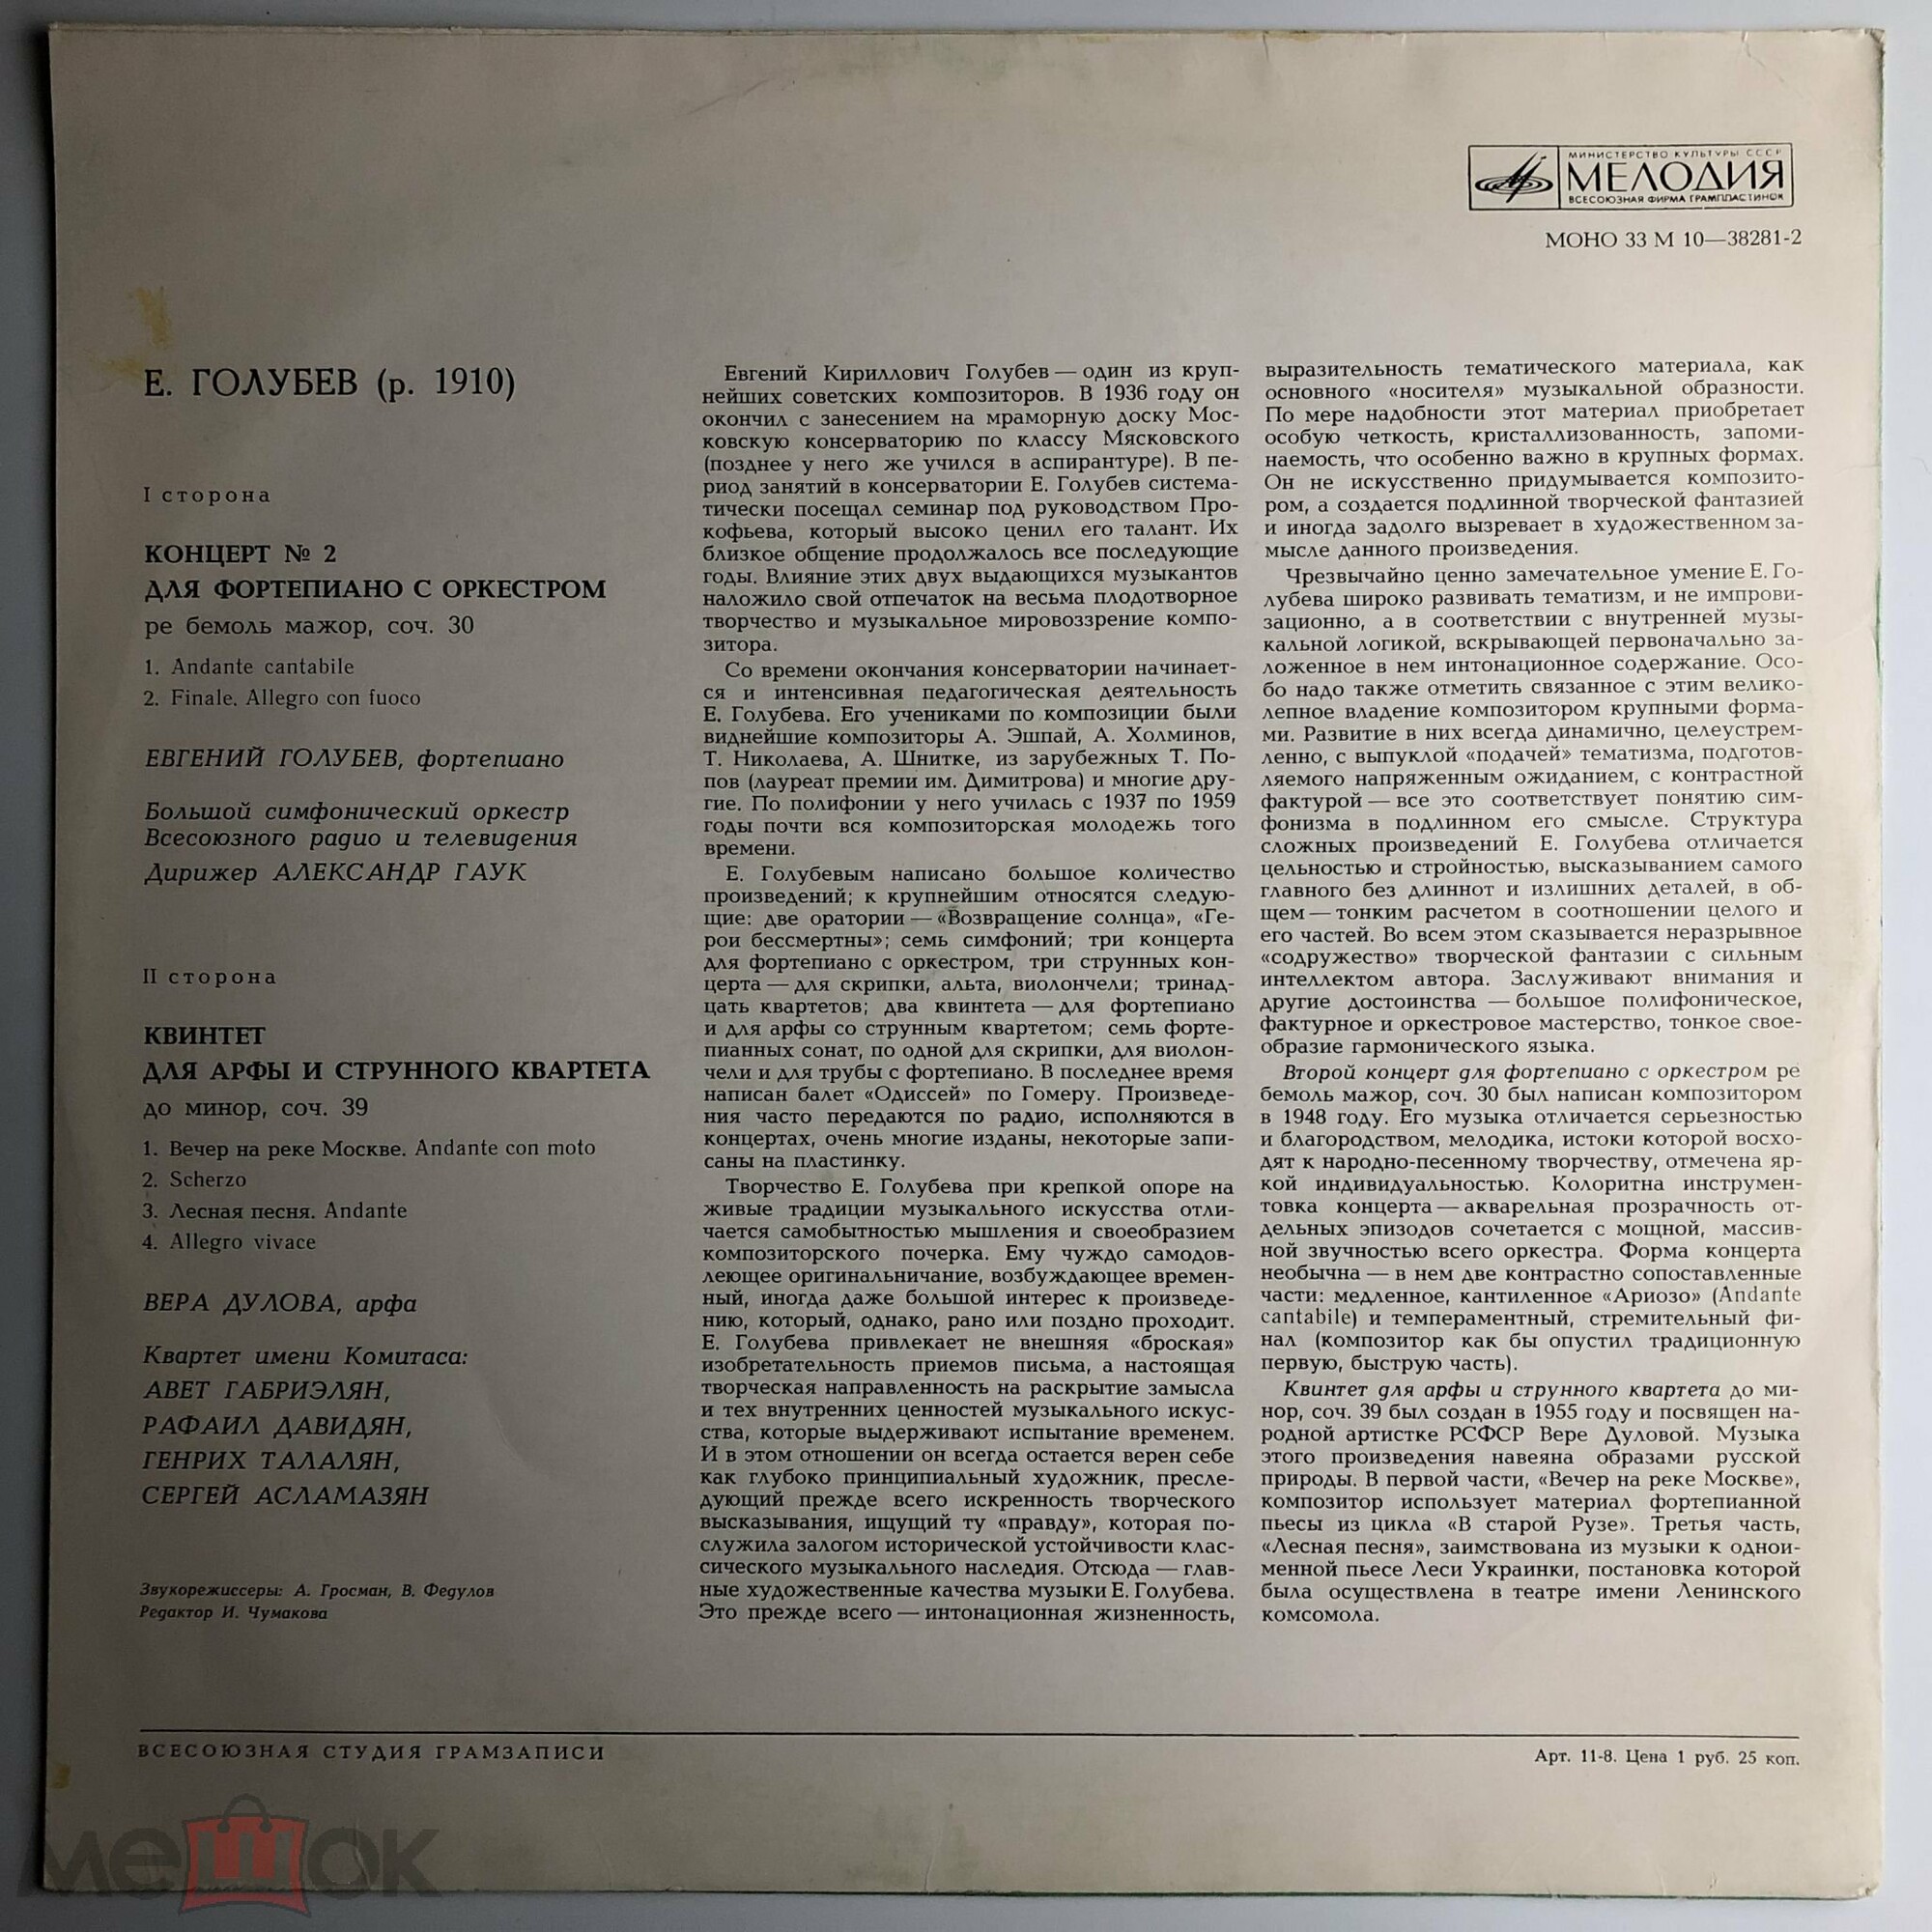 МИНИСТЕРСТВО КУЛЬТУРЫ СССР
МЕЛОДИЯ
ВСЕСОЮЗНАЯ ФИРМА ГРАМПЛАСТИНОК
МОНО 33 М 10—38281-2
Е. ГОЛУБЕВ (р. 1910)
I сторона
КОНЦЕРТ № 2
ДЛЯ ФОРТЕПИАНО С ОРКЕСТРОМ
ре бемоль мажор, соч. 30
1. Andante cantabile
2. Finale. Allegro con fuoco
ЕВГЕНИЙ ГОЛУБЕВ, фортепиано
Большой симфонический оркестр
Всесоюзного радио и телевидения
Дирижер АЛЕКСАНДР ГАУК
II сторона
КВИНТЕТ
ДЛЯ АРФЫ И СТРУННОГО КВАРТЕТА
до минор, соч. 39
1. Вечер на реке Москве. Andante con moto
2. Scherzo
3. Лесная песня. Andante
4. Allegro vivace
ВЕРА ДУЛОВА, арфа
Квартет имени Комитаса:
АВЕТ ГАБРИЭЛЯН,
РАФАИЛ ДАВИДЯН,
ГЕНРИХ ТАЛАЛЯН,
СЕРГЕЙ АСЛАМАЗЯН
Звукорежиссеры: А. Гросман, В. Федулов
Редактор И. Чумакова
Евгений Кириллович Голубев — один из круп-
нейших советских композиторов. В 1936 году он
окончил с занесением на мраморную доску Мос-
ковскую консерваторию по классу Мясковского
(позднее у него же учился в аспирантуре). В пе-
риод занятий в консерватории Е. Голубев система-
тически посещал семинар под руководством Про-
кофьева, который высоко ценил его талант. Их
близкое общение продолжалось все последующие
годы. Влияние этих двух выдающихся музыкантов
наложило свой отпечаток на весьма плодотворное
творчество и музыкальное мировоззрение компо-
зитора.
Со времени окончания консерватории начинает-
ся и интенсивная педагогическая деятельность
Е. Голубева. Его учениками по композиции были
виднейшие композиторы А. Эшпай, А. Холминов,
Т. Николаева, А. Шнитке, из зарубежных Т. По-
пов (лауреат премии им. Димитрова) и многие дру-
гие. По полифонии у него училась с 1937 по 1959
годы почти вся композиторская молодежь того
времени.
Е. Голубевым написано большое количество
произведений; к крупнейшим относятся следую-
щие: две оратории — «Возвращение солнца», «Ге-
рои бессмертны»; семь симфоний; три концерта
для фортепиано с оркестром, три струнных кон-
церта — для скрипки, альта, виолончели; тринад-
цать квартетов; два квинтета — для фортепиано
и для арфы со струнным квартетом; семь форте-
пианных сонат, по одной для скрипки, для виолон-
чели и для трубы с фортепиано. В последнее время
написан балет «Одиссей» по Гомеру. Произведе-
ния часто передаются по радио, исполняются в
концертах, очень многие изданы, некоторые запи-
саны на пластинку.
Творчество Е. Голубева при крепкой опоре на
живые традиции музыкального искусства отли-
чается самобытностью мышления и своеобразием
композиторского почерка. Ему чуждо самодов-
леющее оригинальничание, возбуждающее времен-
ный, иногда даже большой интерес к произведе-
нию, который, однако, рано или поздно проходит.
Е. Голубева привлекает не внешняя «броская»
изобретательность приемов письма, а настоящая
творческая направленность на раскрытие замысла
и тех внутренних ценностей музыкального искус-
ства, которые выдерживают испытание временем.
И в этом отношении он всегда остается верен себе
как глубоко принципиальный художник, пресле-
дующий прежде всего искренность творческого
высказывания, ищущий ту «правду», которая по-
служила залогом исторической устойчивости клас-
сического музыкального наследия. Отсюда — глав-
ные художественные качества музыки Е. Голубева.
Это прежде всего — интонационная жизненность,
выразительность тематического материала, как
основного «носителя» музыкальной образности.
По мере надобности этот материал приобретает
особую четкость, кристаллизованность, запоми-
наемость, что особенно важно в крупных формах.
Он не искусственно придумывается композито-
ром, а создается подлинной творческой фантазией
и иногда задолго вызревает в художественном за-
мысле данного произведения.
Чрезвычайно ценно замечательное умение Е. Го-
лубева широко развивать тематизм, и не импрови-
зационно, а в соответствии с внутренней музы-
кальной логикой, вскрывающей первоначально за-
ложенное в нем интонационное содержание. Осо-
бо надо также отметить связанное с этим велико-
лепное владение композитором крупными форма-
ми. Развитие в них всегда динамично, целеустрем-
ленно, с выпуклой «подачей» тематизма, подготов-
ляемого напряженным ожиданием, с контрастной
фактурой — все это соответствует понятию сим-
фонизма в подлинном его смысле. Структура
сложных произведений Е. Голубева отличается
цельностью и стройностью, высказыванием самого
главного без длиннот и излишних деталей, в об-
щем — тонким расчетом в соотношении целого и
его частей. Во всем этом сказывается неразрывное
«содружество» творческой фантазии с сильным
интеллектом автора. Заслуживают внимания и
другие достоинства — большое полифоническое,
фактурное и оркестровое мастерство, тонкое свое-
образие гармонического языка.
Второй концерт для фортепиано с оркестром ре
бемоль мажор, соч. 30 был написан композитором
в 1948 году. Его музыка отличается серьезностью
и благородством, мелодика, истоки которой восхо-
дят к народно-песенному творчеству, отмечена яр-
кой индивидуальностью. Колоритна инструмен-
товка концерта — акварельная прозрачность от-
дельных эпизодов сочетается с мощной, массив-
ной звучностью всего оркестра. Форма концерта
необычна — в нем две контрастно сопоставленные
части: медленное, кантиленное «Ариозо» (Andante
cantabile) и темпераментный, стремительный фи-
нал (композитор как бы опустил традиционную
первую, быструю часть).
Квинтет для арфы и струнного квартета до ми-
нор, соч. 39 был создан в 1955 году и посвящен на-
родной артистке РСФСР Вере Дуловой. Музыка
этого произведения навеяна образами русской
природы. В первой части, «Вечер на реке Москве»,
композитор использует материал фортепианной
пьесы из цикла «В старой Рузе». Третья часть,
«Лесная песня», заимствована из музыки к одной-
менной пьесе Леси Украинки, постановка которой
была осуществлена в театре имени Ленинского
комсомола.
ВСЕСОЮЗНАЯ СТУДИЯ ГРАМЗАПИСИ
Арт. 11-8. Цена 1 руб. 25 коп.
мешок